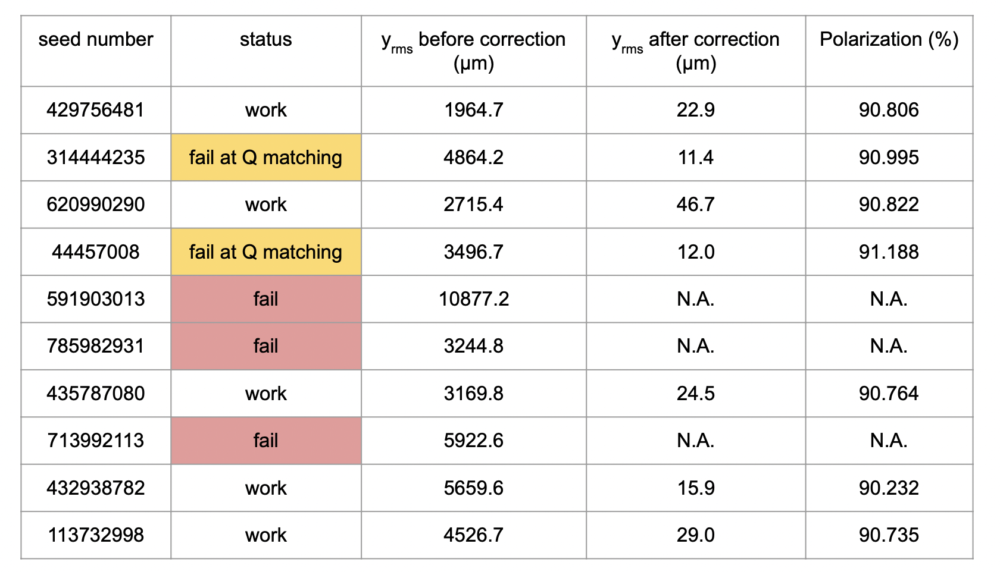 seed number status y_rms before correction (µm) y_rms after correction (µm) Polarization (%)
429756481 work 1964.7 22.9 90.806
314444235 fail at Q matching 4864.2 11.4 90.995
620990290 work 2715.4 46.7 90.822
44457008 fail at Q matching 3496.7 12.0 91.188
591903013 fail 10877.2 N.A. N.A.
785982931 fail 3244.8 N.A. N.A.
435787080 work 3169.8 24.5 90.764
713992113 fail 5922.6 N.A. N.A.
432938782 work 5659.6 15.9 90.232
113732998 work 4526.7 29.0 90.735